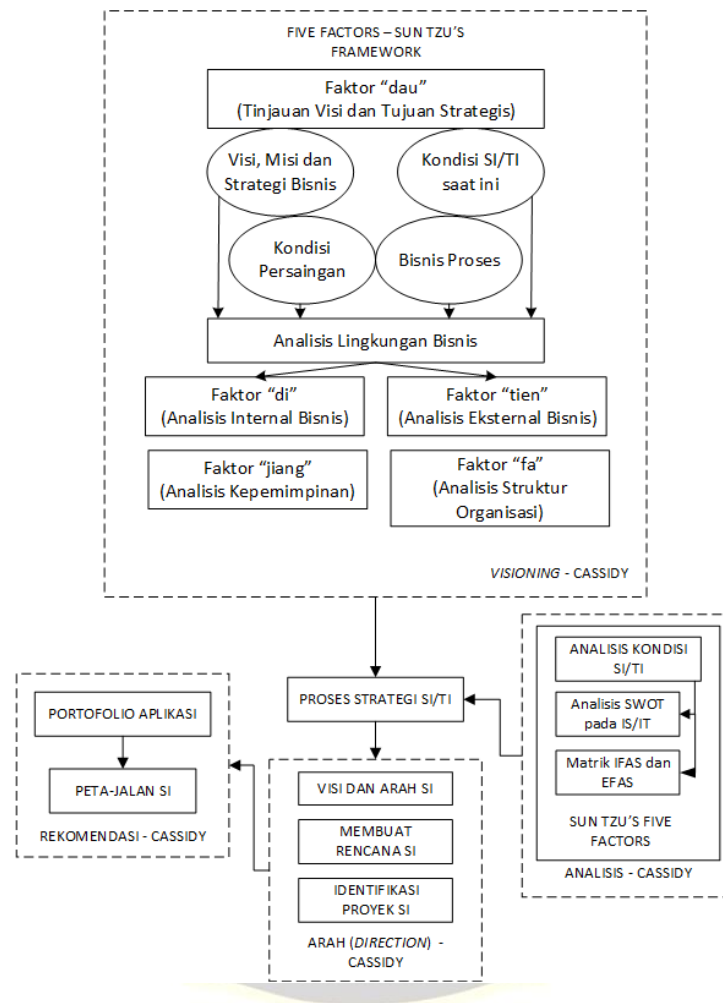 FIVE FACTORS – SUN TZU'S
FRAMEWORK
Faktor "dau"
(Tinjauan Visi dan Tujuan Strategis)
Visi, Misi dan
Strategi Bisnis
Kondisi SI/TI
saat ini
Kondisi
Persaingan
Bisnis Proses
Analisis Lingkungan Bisnis
Faktor "di"
(Analisis Internal Bisnis)
Faktor "tien"
(Analisis Eksternal Bisnis)
Faktor "jiang"
(Analisis Kepemimpinan)
Faktor "fa"
(Analisis Struktur
Organisasi)
VISIONING - CASSIDY
PROSES STRATEGI SI/TI
ANALISIS KONDISI
SI/TI
Analisis SWOT
pada IS/IT
Matrik IFAS dan
EFAS
SUN TZU'S FIVE
FACTORS
ANALISIS - CASSIDY
PORTOFOLIO APLIKASI
PETA-JALAN SI
REKOMENDASI - CASSIDY
VISI DAN ARAH SI
MEMBUAT
RENCANA SI
IDENTIFIKASI
PROYEK SI
ARAH (DIRECTION) -
CASSIDY